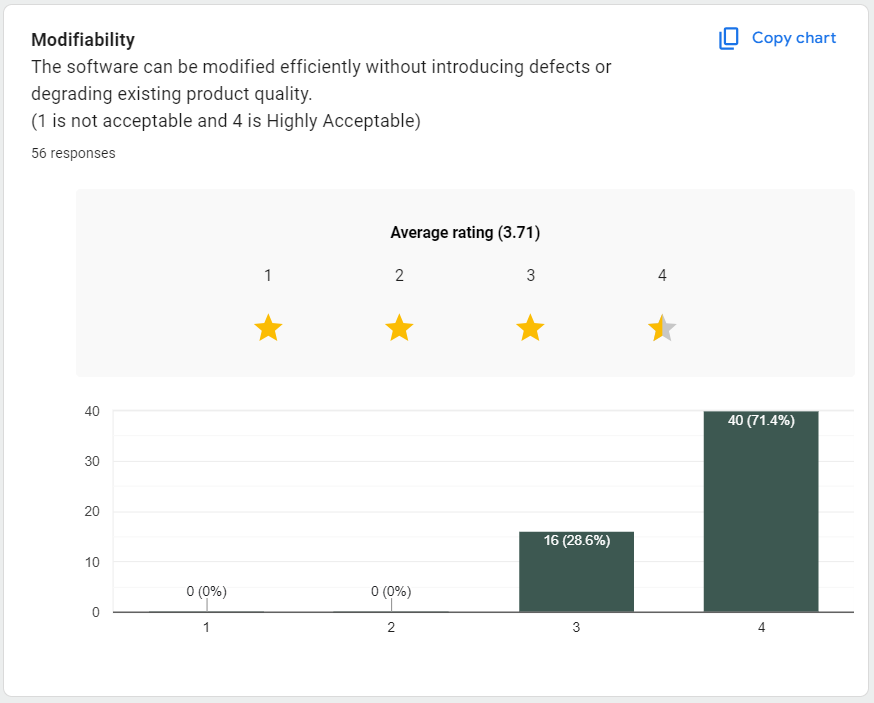 Modifiability
Copy chart
The software can be modified efficiently without introducing defects or
degrading existing product quality.
(1 is not acceptable and 4 is Highly Acceptable)
56 responses
Average rating (3.71)
1 2 3 4
40
30
20
10
0
0 (0%) 0 (0%) 16 (28.6%) 40 (71.4%)
1 2 3 4